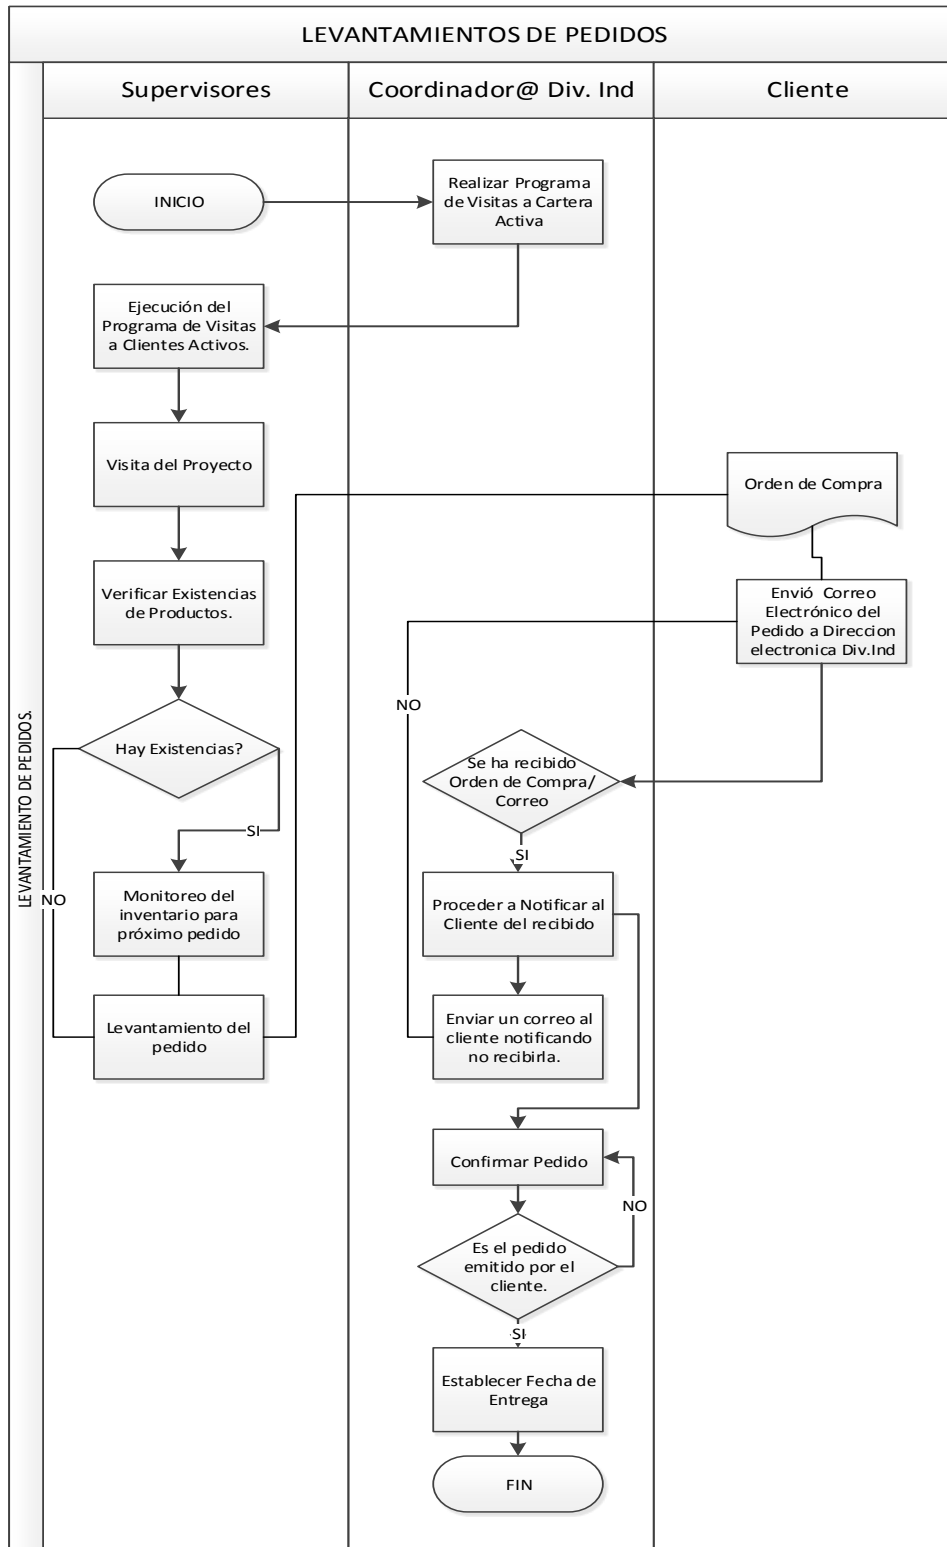 LEVANTAMIENTOS DE PEDIDOS
LEVANTAMIENTO DE PEDIDOS.
Supervisores
Coordinador@ Div. Ind
Cliente
INICIO
Realizar Programa
de Visitas a Cartera
Activa
Ejecución del
Programa de Visitas
a Clientes Activos.
Visita del Proyecto
Orden de Compra
Verificar Existencias
de Productos.
Envió Correo
Electrónico del
Pedido a Direccion
electronica Div.Ind
NO
Hay Existencias?
Se ha recibido
Orden de Compra/
Correo
SI
SI
NO
Monitoreo del
inventario para
próximo pedido
Proceder a Notificar al
Cliente del recibido
Levantamiento del
pedido
Enviar un correo al
cliente notificando
no recibirla.
Confirmar Pedido
NO
Es el pedido
emitido por el
cliente.
SI
Establecer Fecha de
Entrega
FIN